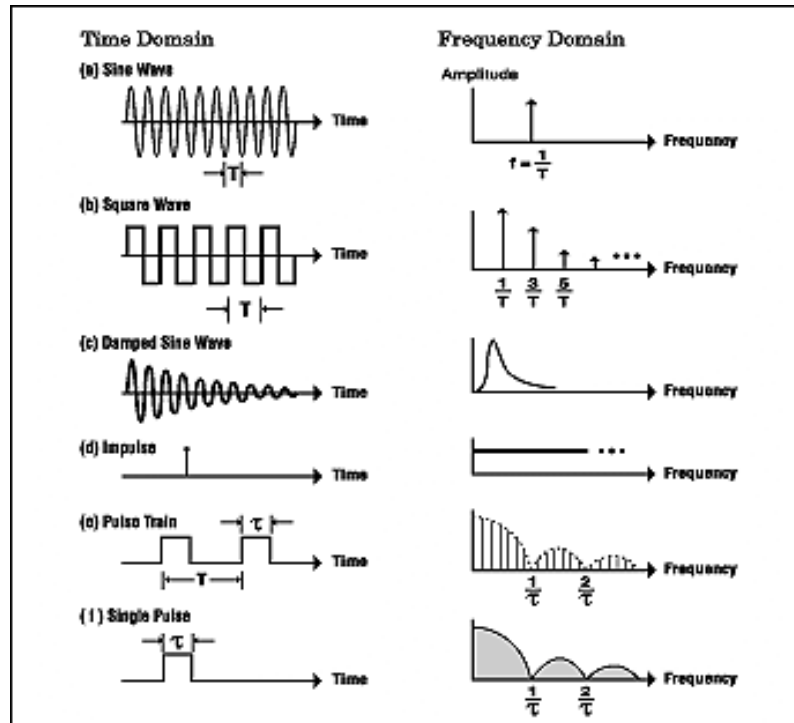 Time Domain
Frequency Domain
(a) Sine Wave
Time
T
Amplitude
Frequency
f = 1/T
(b) Square Wave
Time
T
Frequency
1/T 3/T 5/T
(c) Damped Sine Wave
Time
Frequency
(d) Impulse
Time
Frequency
(e) Pulse Train
τ
Time
T
Frequency
1/τ 2/τ
(f) Single Pulse
τ
Time
Frequency
1/τ 2/τ